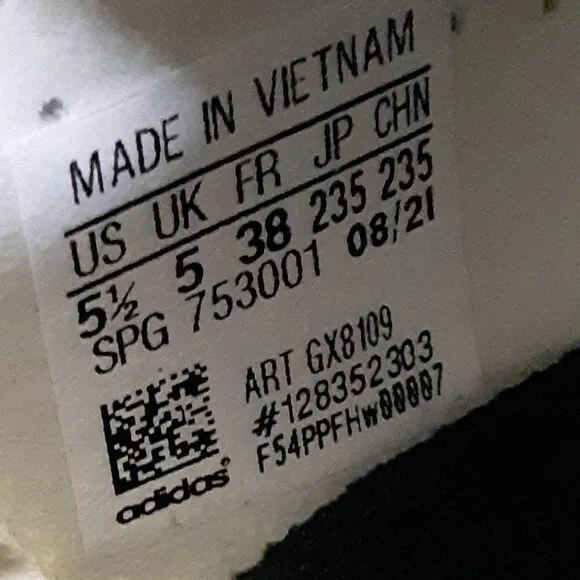 MADE IN VIETNAM
US UK FR JP CHN
5½ 5 38 235 235
SPG 753001 08/21
ART GX8109
#128352303
F54PPFHw00007
adidas®